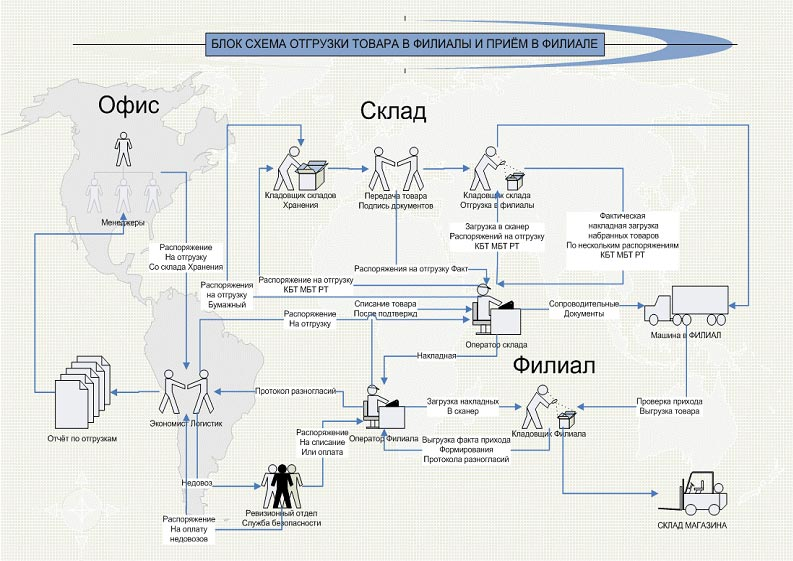 БЛОК СХЕМА ОТГРУЗКИ ТОВАРА В ФИЛИАЛЫ И ПРИЁМ В ФИЛИАЛЕ
Офис
Склад
Менеджеры
Кладовщик складов
Хранения
Передача товара
Подпись документов
Кладовщик склада
Отгрузка в филиалы
Распоряжение
На отгрузку
Со склада Хранения
Загрузка в сканер
Распоряжений на отгрузку
КБТ МБТ РТ
Фактическая
накладная загрузка
набранных товаров
По нескольким распоряжениям
КБТ МБТ РТ
Распоряжения на отгрузку Факт
Распоряжения
на отгрузку
Бумажный
Распоряжение на отгрузку
КБТ МБТ РТ
Списание товара
После подтвержд
Распоряжение
На отгрузку
Оператор склада
Сопроводительные
Документы
Машина в ФИЛИАЛ
Накладная
Филиал
Отчёт по отгрузкам
Экономист Логистик
Протокол разногласий
Оператор Филиала
Загрузка накладных
В сканер
Кладовщик Филиала
Проверка прихода
Выгрузка товара
Распоряжение
На списание
Или оплата
Выгрузка факта прихода
Формирования
Протокола разногласий
Недовоз
Ревизионный отдел
Служба безопасности
Распоряжение
На оплату
недовозов
СКЛАД МАГАЗИНА